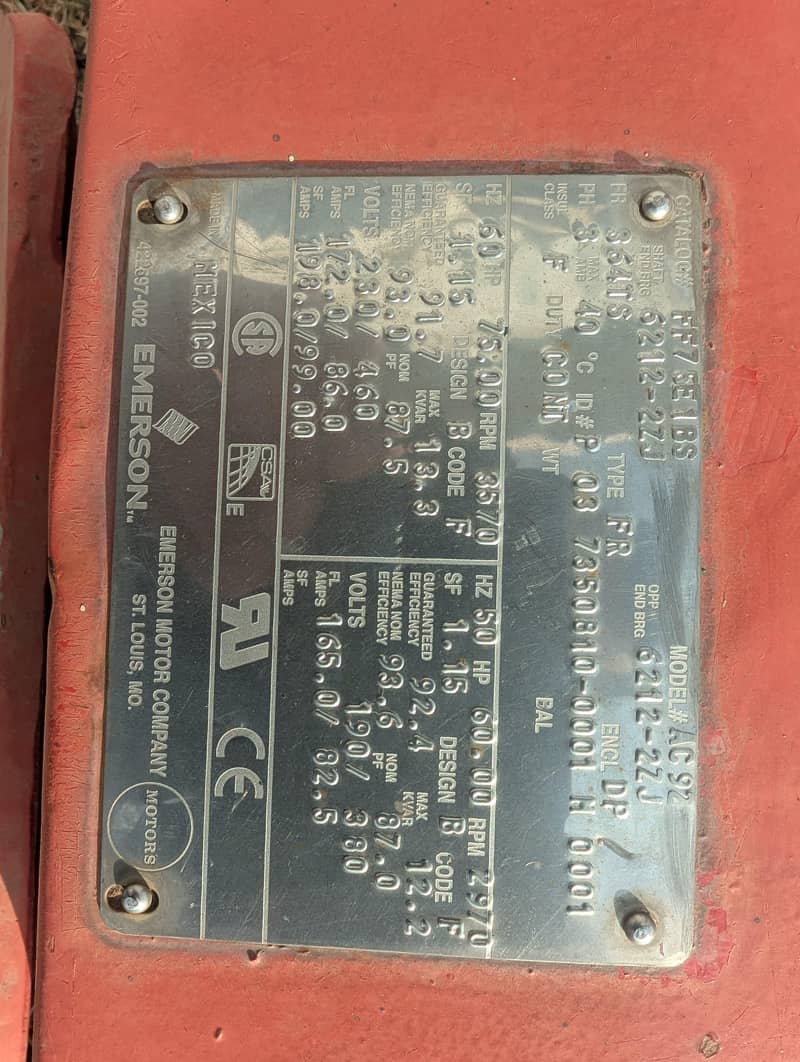 CATALOG# FF73E1BS MODEL# AC97
SHAFT END BRG 6212-2ZJ OPP END BRG 6212-2ZJ
FR 364TS TYPE FR ENCL DP
PH 3 MAX AMB 40 °C ID# P 03 7350810-0001 H 0001
INSUL CLASS F DUTY CONT WT BAL
HZ 60 HP 75.00 RPM 3570
SF 1.15 DESIGN B CODE F
GUARANTEED EFFICIENCY 91.7 MAX KVAR 13.3
NEMA NOM EFFICIENCY 93.0 NOM PF 87.5
VOLTS 230/ 460
FL AMPS 172.0/ 86.0
SF AMPS 198.0/99.00
HZ 50 HP 60.00 RPM 2970
SF 1.15 DESIGN B CODE F
GUARANTEED EFFICIENCY 92.4 MAX KVAR 12.2
NEMA NOM EFFICIENCY 93.6 NOM PF 87.0
VOLTS 190/ 380
FL AMPS 165.0/ 82.5
SF AMPS
MADE IN MEXICO
CSA E
CE
422697-002
EMERSON™
EMERSON MOTOR COMPANY
ST. LOUIS, MO.
MOTORS